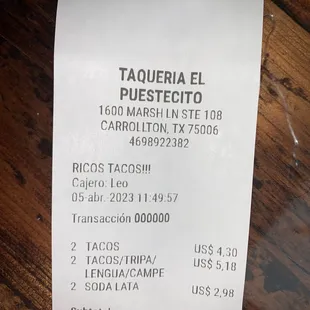 TAQUERIA EL
PUESTECITO
1600 MARSH LN STE 108
CARROLLTON, TX 75006
4698922382
RICOS TACOS!!!
Cajero: Leo
05-abr.-2023 11:49:57
Transacción 000000
2 TACOS US$ 4,30
2 TACOS/TRIPA/ US$ 5,18
LENGUA/CAMPE
2 SODA LATA US$ 2,98